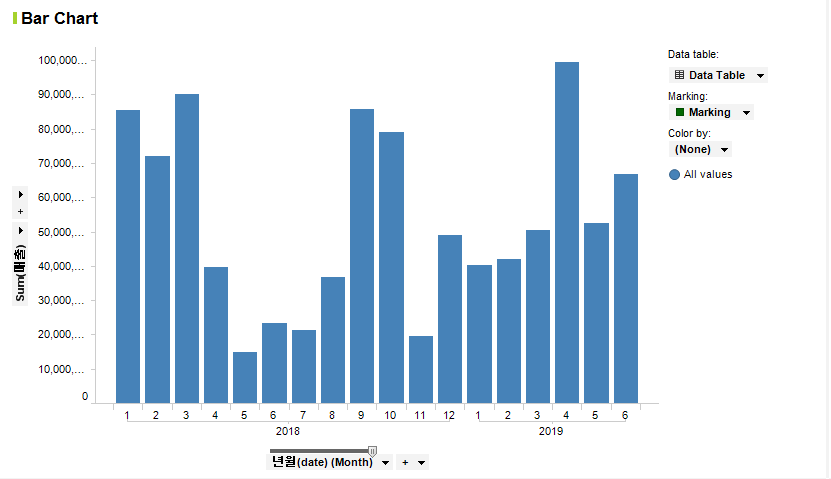 Bar Chart
Data table:
Data Table
Marking:
Marking
Color by:
(None)
All values
100,000...
90,000,...
80,000,...
70,000,...
60,000,...
50,000,...
40,000,...
30,000,...
20,000,...
10,000,...
0
+
Sum(매출)
1 2 3 4 5 6 7 8 9 10 11 12 1 2 3 4 5 6
2018 2019
년월(date) (Month) +